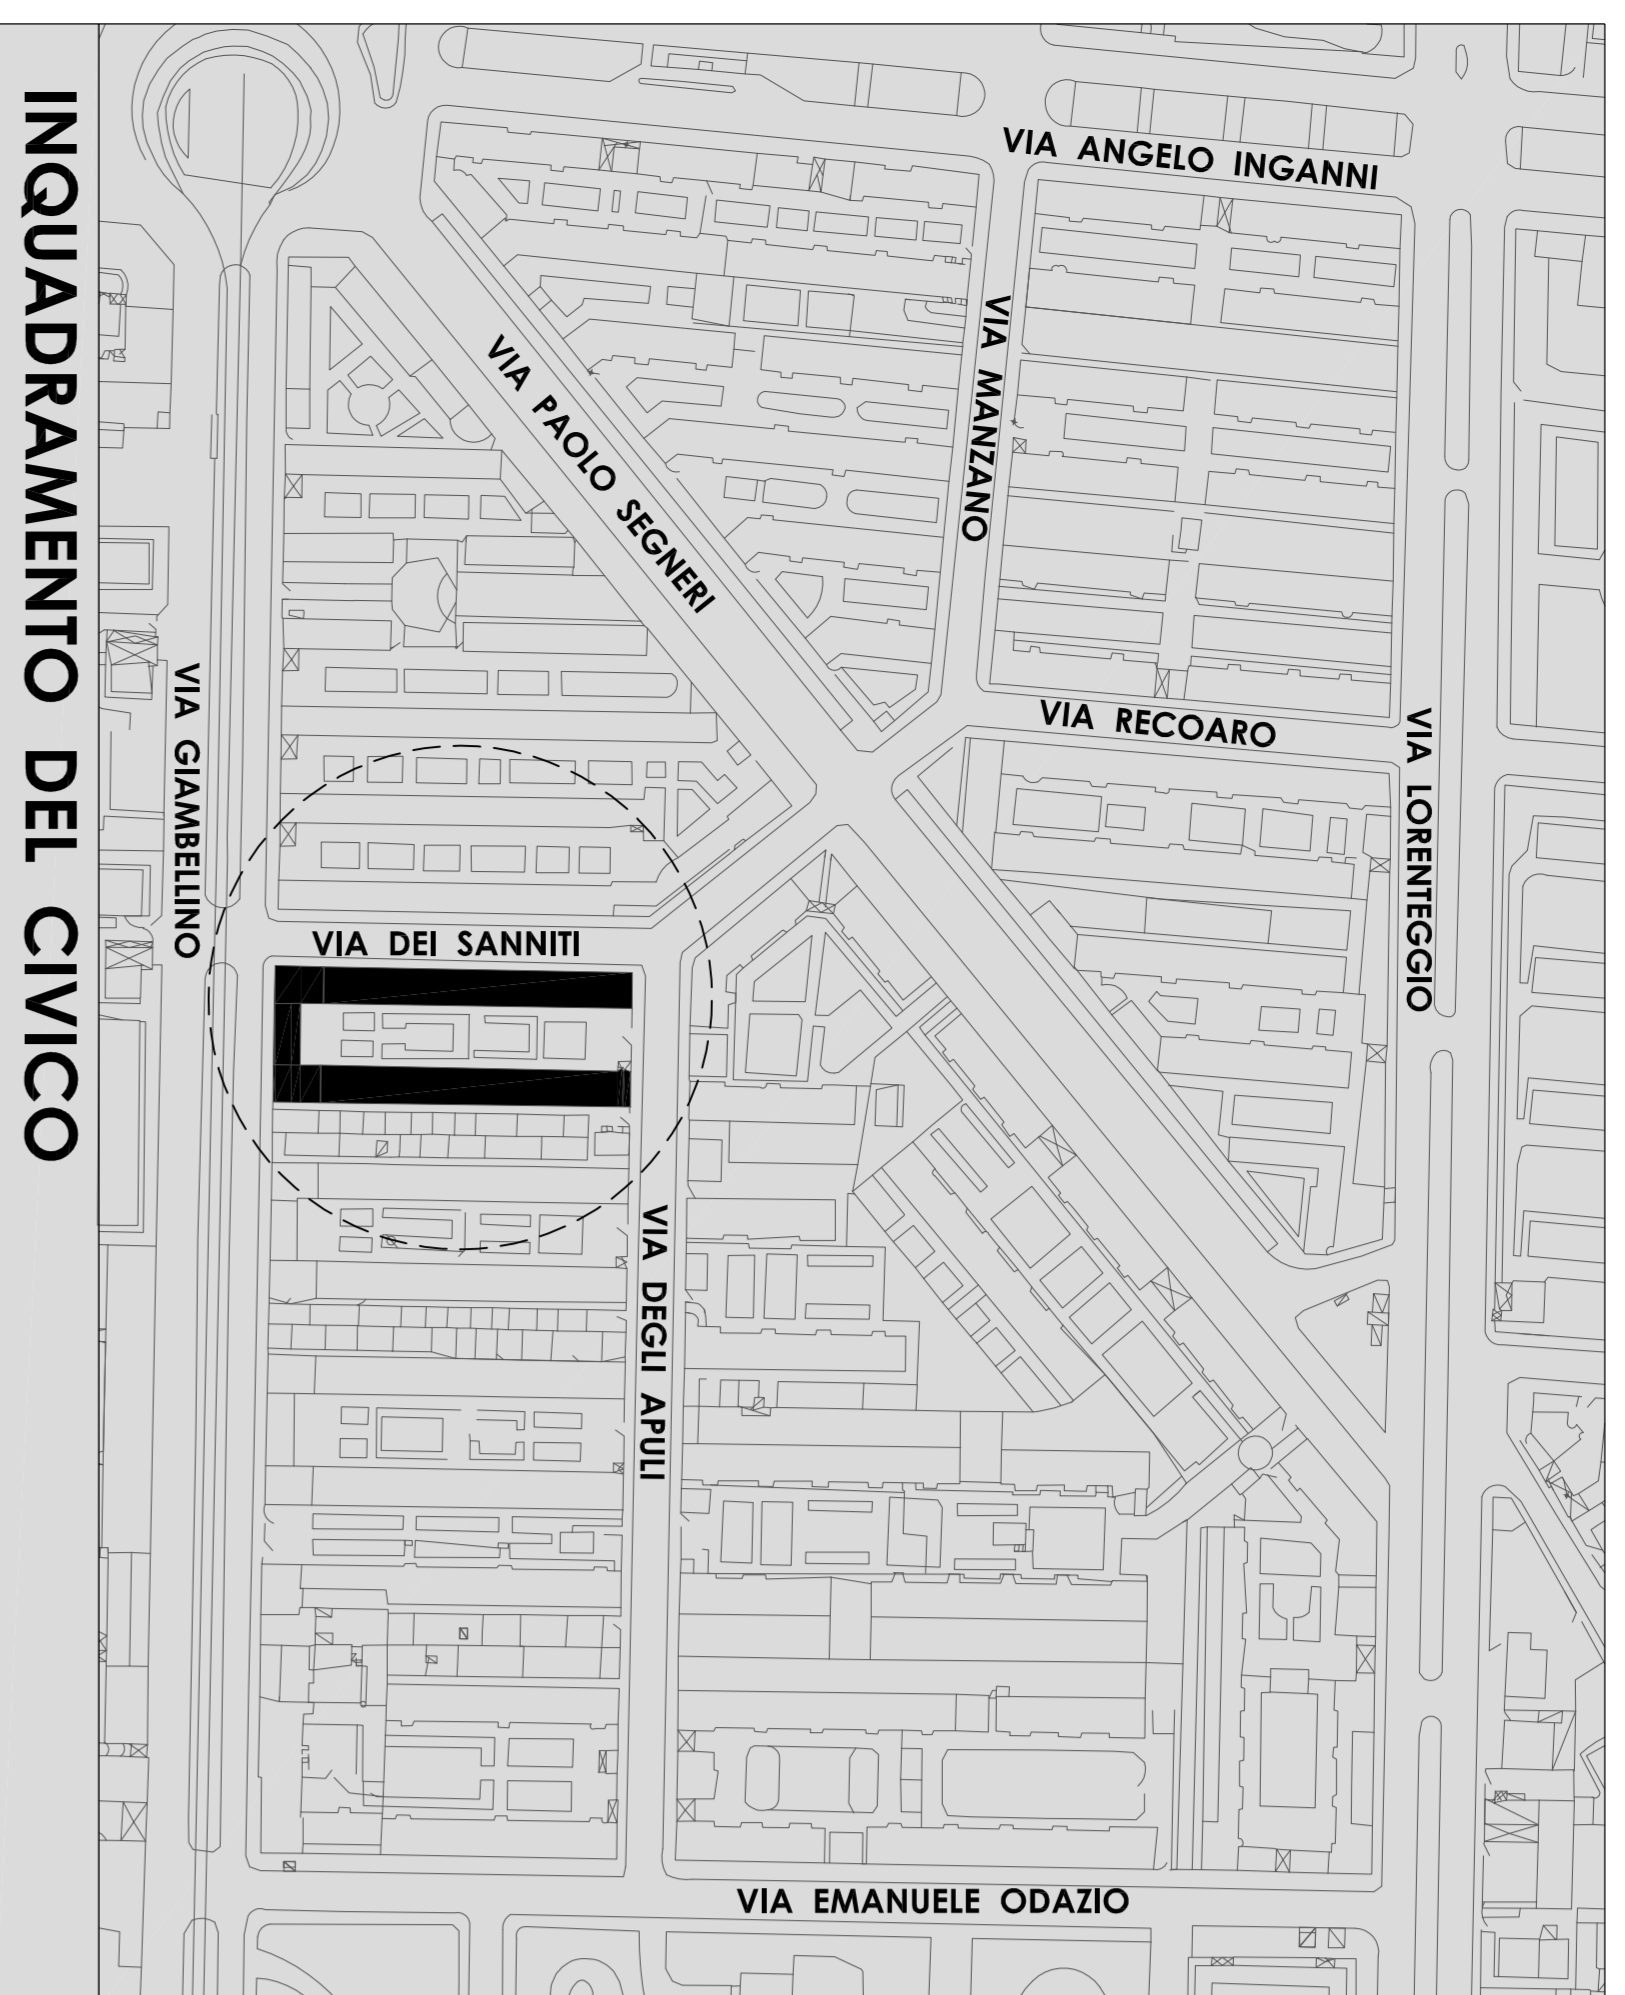 INQUADRAMENTO DEL CIVICO
VIA ANGELO INGANNI
VIA MANZANO
VIA PAOLO SEGNERI
VIA GIAMBELLINO
VIA RECOARO
VIA LORENTEGGIO
VIA DEI SANNITI
VIA DEGLI APULI
VIA EMANUELE ODAZIO